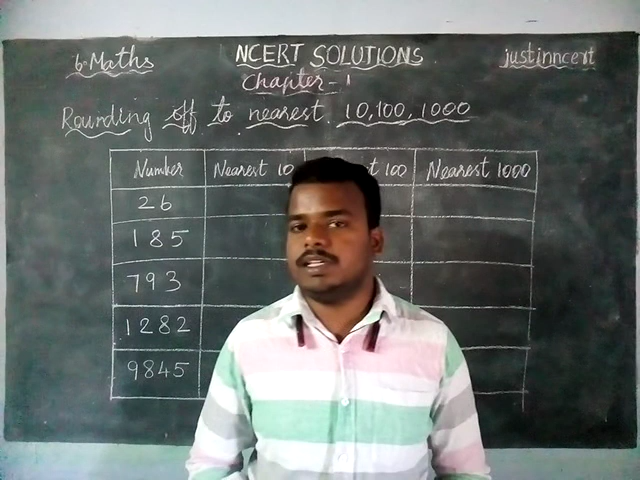 6. Maths NCERT SOLUTIONS justinncert
Chapter - 1
Rounding off to nearest 10, 100, 1000
Number Nearest 10 100 Nearest 1000
26
185
793
1282
9845